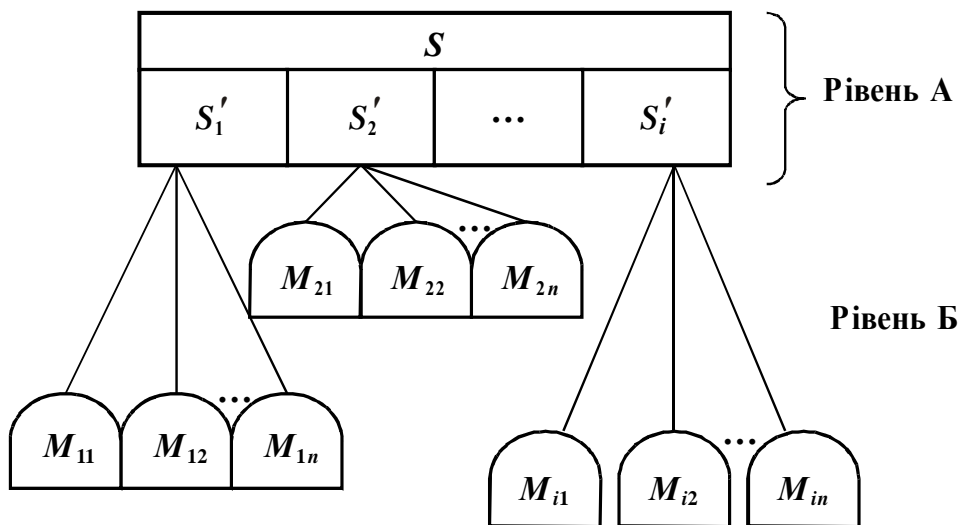 S
Рівень А
S′₁ S′₂ ... S′ᵢ
...
M₂₁ M₂₂ M₂ₙ
Рівень Б
...
M₁₁ M₁₂ M₁ₙ
...
Mᵢ₁ Mᵢ₂ Mᵢₙ